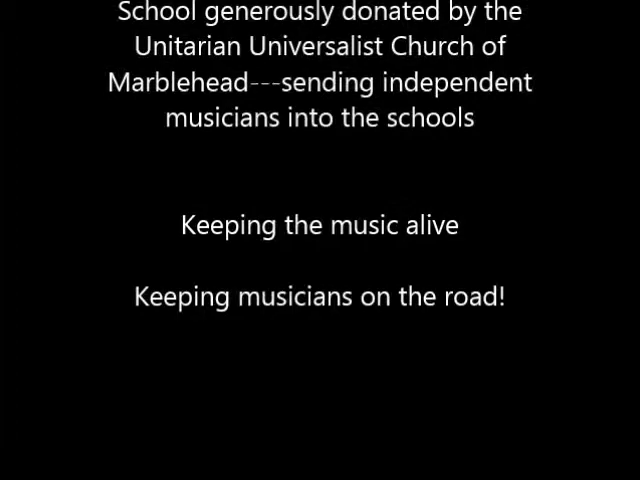 School generously donated by the
Unitarian Universalist Church of
Marblehead---sending independent
musicians into the schools
Keeping the music alive
Keeping musicians on the road!